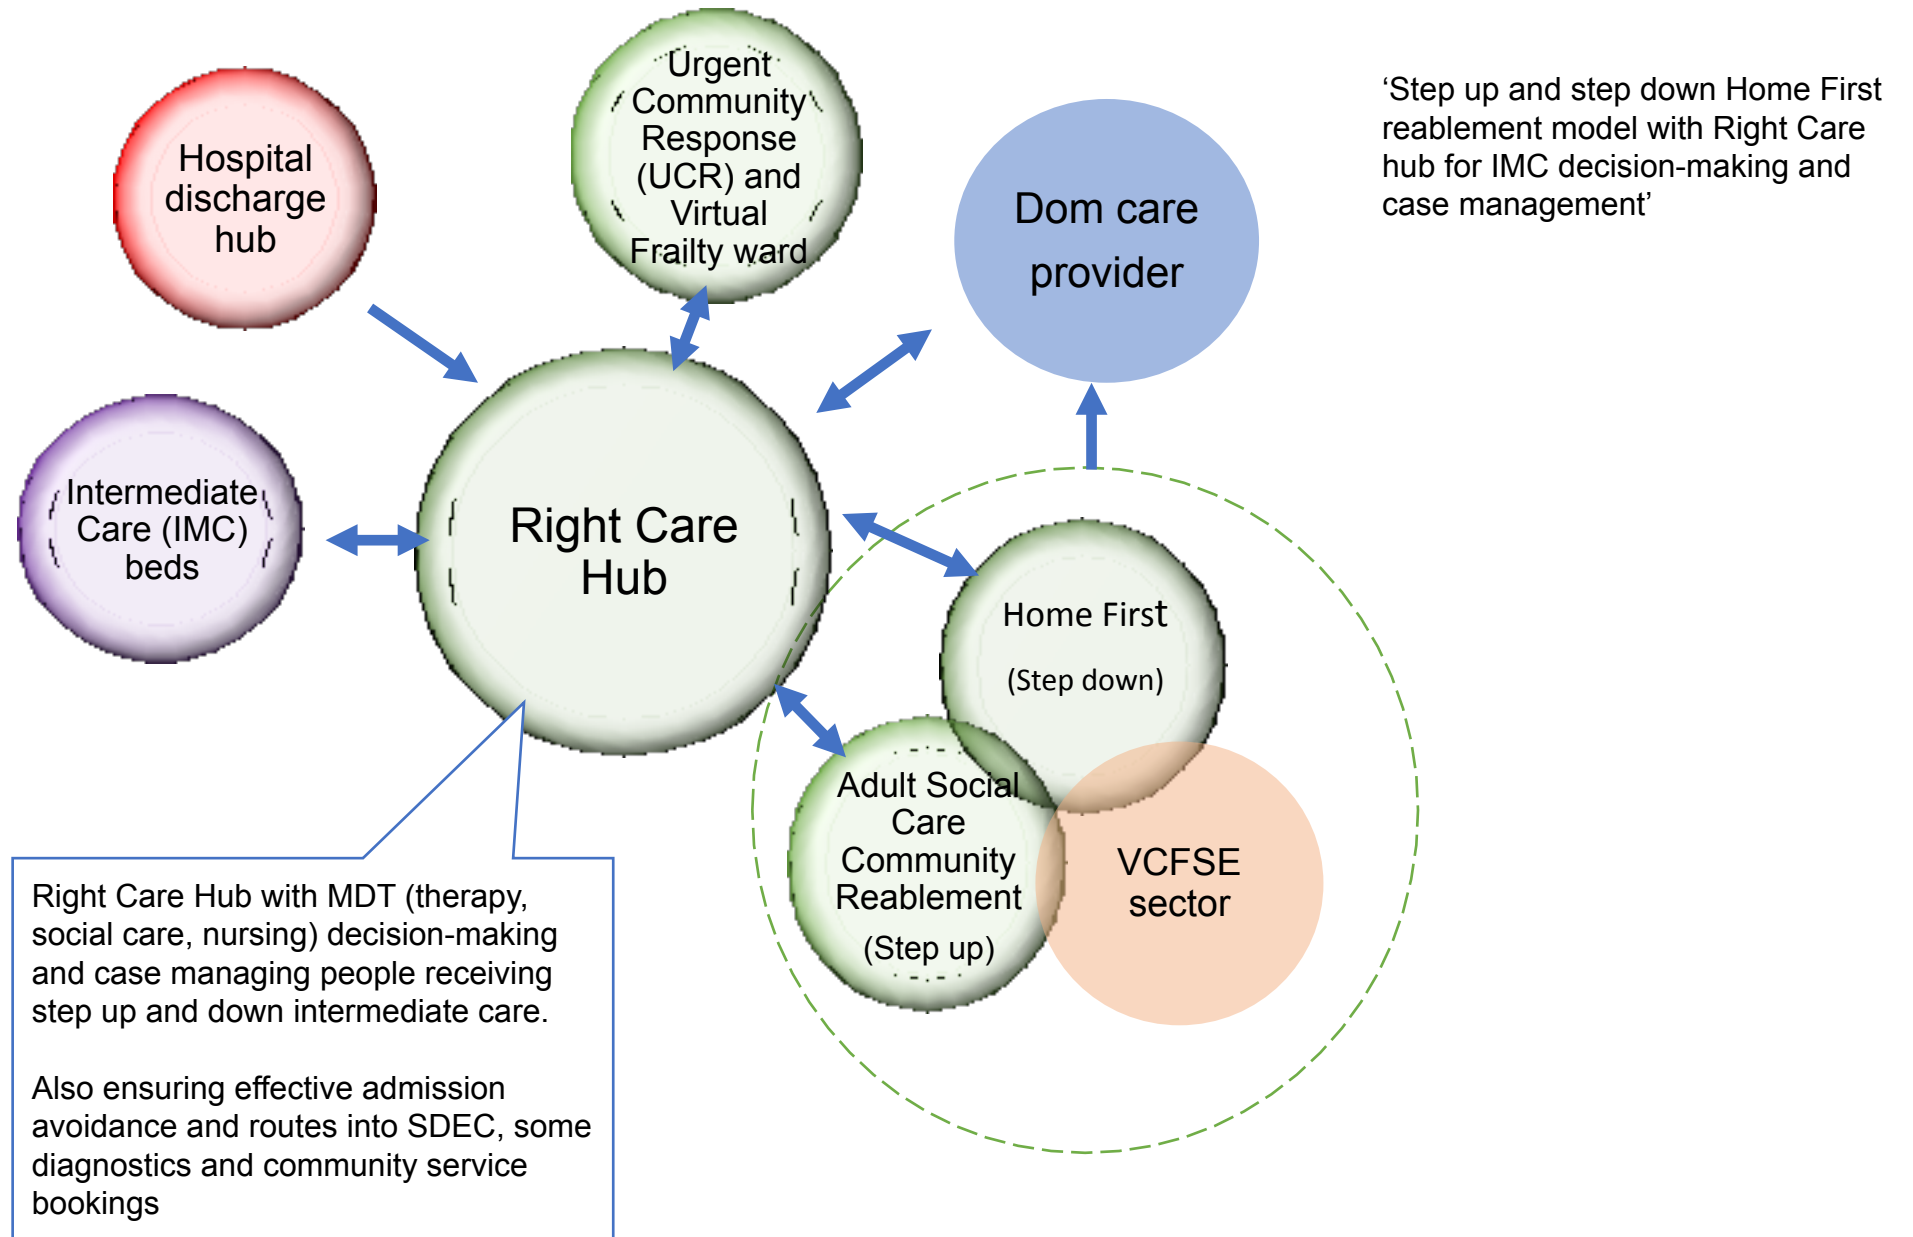 Urgent
Community
Response
(UCR) and
Virtual
Frailty ward
Hospital
discharge
hub
Dom care
provider
‘Step up and step down Home First
reablement model with Right Care
hub for IMC decision-making and
case management’
Intermediate
Care (IMC)
beds
Right Care
Hub
Home First
(Step down)
Adult Social
Care
Community
Reablement
(Step up)
VCFSE
sector
Right Care Hub with MDT (therapy,
social care, nursing) decision-making
and case managing people receiving
step up and down intermediate care.
Also ensuring effective admission
avoidance and routes into SDEC, some
diagnostics and community service
bookings